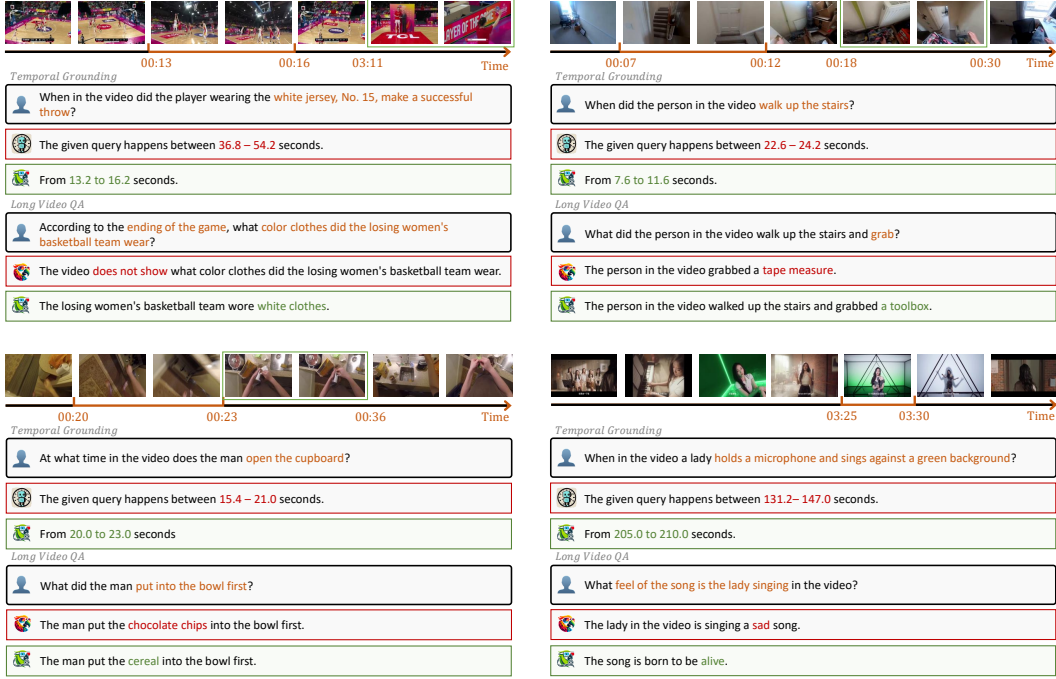 TCL
PLAYER OF THE
00:13
00:16
03:11
Time
Temporal Grounding
When in the video did the player wearing the white jersey, No. 15, make a successful
throw?
The given query happens between 36.8 – 54.2 seconds.
From 13.2 to 16.2 seconds.
Long Video QA
According to the ending of the game, what color clothes did the losing women's
basketball team wear?
The video does not show what color clothes did the losing women's basketball team wear.
The losing women's basketball team wore white clothes.
00:07
00:12
00:18
00:30
Time
Temporal Grounding
When did the person in the video walk up the stairs?
The given query happens between 22.6 – 24.2 seconds.
From 7.6 to 11.6 seconds.
Long Video QA
What did the person in the video walk up the stairs and grab?
The person in the video grabbed a tape measure.
The person in the video walked up the stairs and grabbed a toolbox.
00:20
00:23
00:36
Time
Temporal Grounding
At what time in the video does the man open the cupboard?
The given query happens between 15.4 – 21.0 seconds.
From 20.0 to 23.0 seconds
Long Video QA
What did the man put into the bowl first?
The man put the chocolate chips into the bowl first.
The man put the cereal into the bowl first.
03:25
03:30
Time
Temporal Grounding
When in the video a lady holds a microphone and sings against a green background?
The given query happens between 131.2– 147.0 seconds.
From 205.0 to 210.0 seconds.
Long Video QA
What feel of the song is the lady singing in the video?
The lady in the video is singing a sad song.
The song is born to be alive.